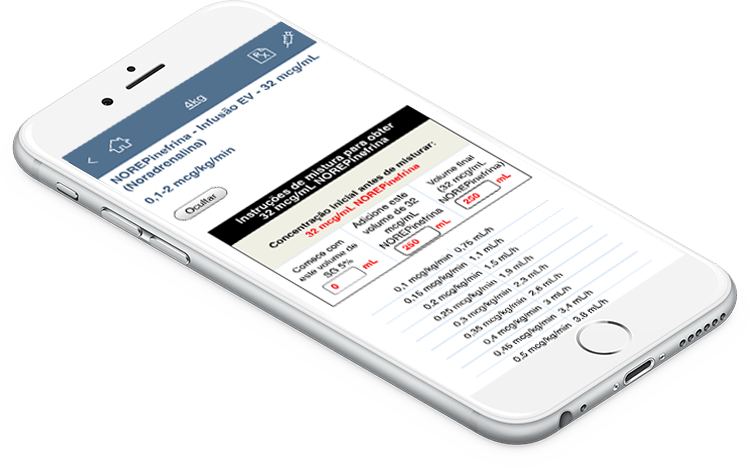 4kg
NOREPinefrina - Infusão EV - 32 mcg/mL
(Noradrenalina)
0,1-2 mcg/kg/min
Ocultar
Instruções de mistura para obter
32 mcg/mL NOREPinefrina
Concentração inicial antes de misturar:
32 mcg/mL NOREPinefrina
Comece com
este volume de
SG 5%
0 mL
Adicione este
volume de 32
mcg/mL
NOREPinefrina
250 mL
Volume final
(32 mcg/mL
NOREPinefrina)
250 mL
0,1 mcg/kg/min 0,75 mL/h
0,15 mcg/kg/min 1,1 mL/h
0,2 mcg/kg/min 1,5 mL/h
0,25 mcg/kg/min 1,9 mL/h
0,3 mcg/kg/min 2,3 mL/h
0,35 mcg/kg/min 2,6 mL/h
0,4 mcg/kg/min 3 mL/h
0,45 mcg/kg/min 3,4 mL/h
0,5 mcg/kg/min 3,8 mL/h